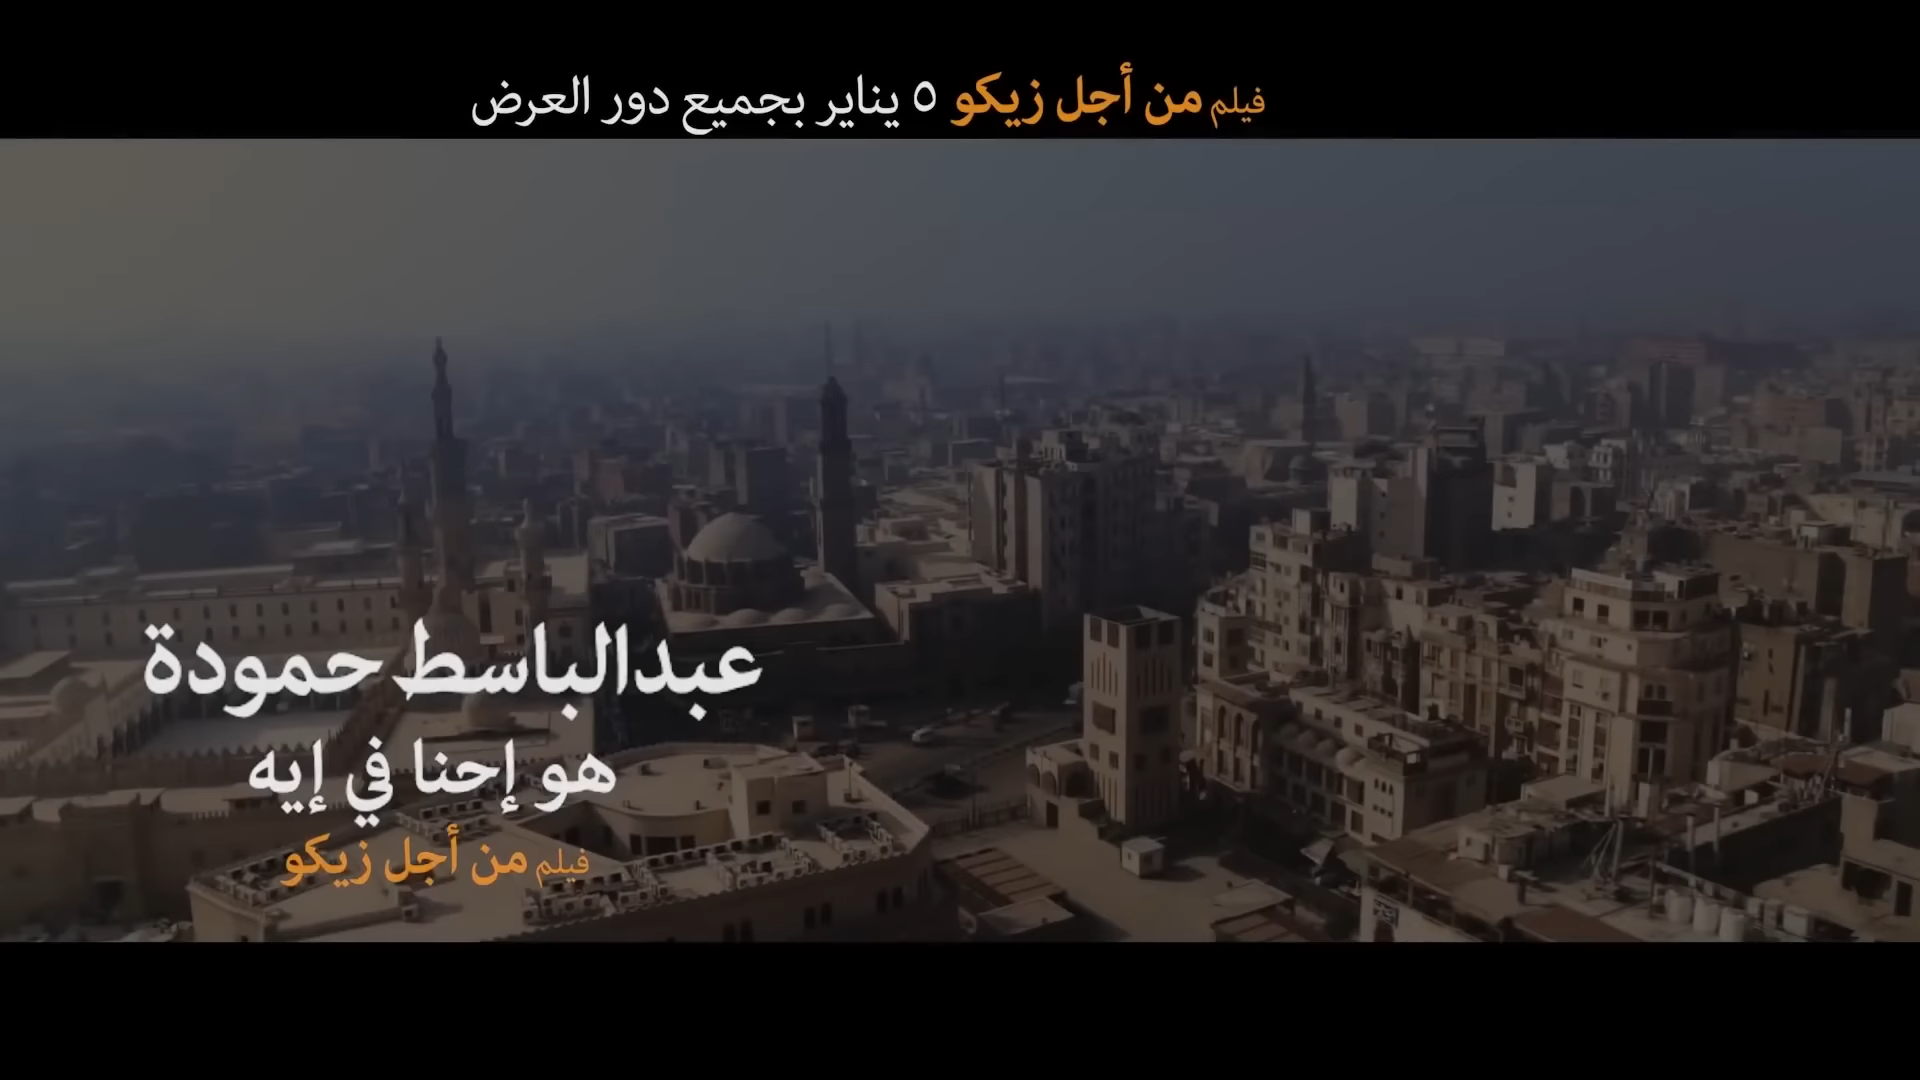 فيلم من أجل زيكو ٥ يناير بجميع دور العرض
عبدالباسط حمودة
هو إحنا في إيه
فيلم من أجل زيكو